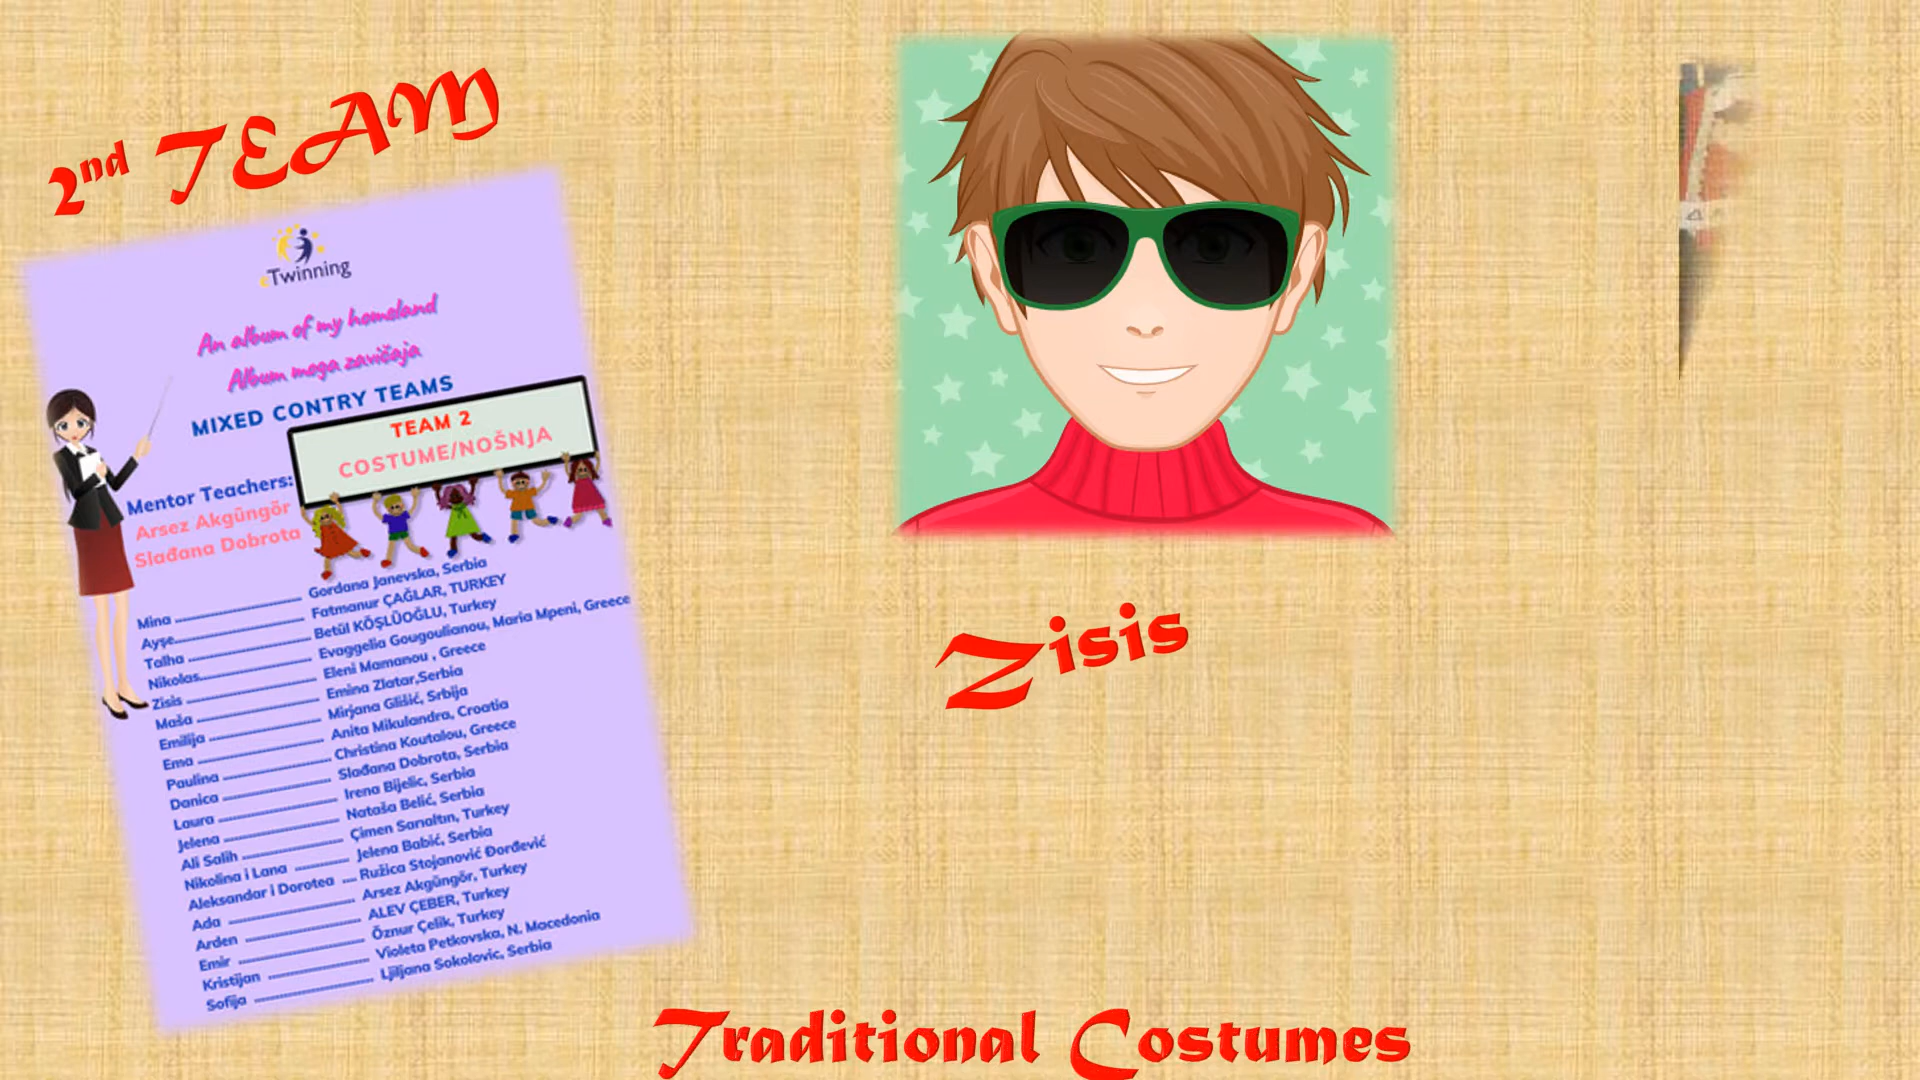 2nd TEAM
eTwinning
An album of my homeland
Album moga zavičaja
MIXED CONTRY TEAMS
TEAM 2
COSTUME/NOŠNJA
Mentor Teachers:
Arsez Akgüngör
Slađana Dobrota
Mina ........ Gordana Janevska, Serbia
Ayşe........ Fatmanur ÇAĞLAR, TURKEY
Talha ........ Betül KÖŞLÜOĞLU, Turkey
Nikolas........ Evaggelia Gougoulianou, Maria Mpeni, Greece
Zisis ........ Eleni Mamanou , Greece
Maša ........ Emina Zlatar,Serbia
Emilija ........ Mirjana Glišić, Srbija
Ema ........ Anita Mikulandra, Croatia
Paulina ........ Christina Koutalou, Greece
Danica ........ Slađana Dobrota, Serbia
Laura ........ Irena Bijelic, Serbia
Jelena ........ Nataša Belić, Serbia
Ali Salih ........ Çimen Sarıaltın, Turkey
Nikolina i Lana ........ Jelena Babić, Serbia
Aleksandar i Dorotea .... Ružica Stojanović Đorđević
Ada ........ Arsez Akgüngör, Turkey
Arden ........ ALEV ÇEBER, Turkey
Emir ........ Öznur Çelik, Turkey
Kristijan ........ Violeta Petkovska, N. Macedonia
Sofija ........ Ljiljana Sokolovic, Serbia
Zisis
Traditional Costumes